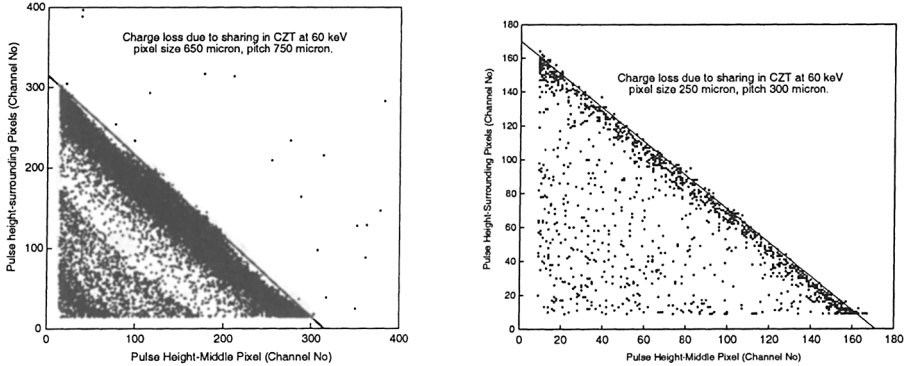 400
300
200
100
0
Pulse height-surrounding Pixels (Channel No)
Charge loss due to sharing in CZT at 60 keV
pixel size 650 micron, pitch 750 micron.
0 100 200 300 400
Pulse Height-Middle Pixel (Channel No)
180
160
140
120
100
80
60
40
20
0
Pulse Height-Surrounding Pixels (Channel No)
Charge loss due to sharing in CZT at 60 keV
pixel size 250 micron, pitch 300 micron.
0 20 40 60 80 100 120 140 160 180
Pulse Height-Middle Pixel (Channel No)